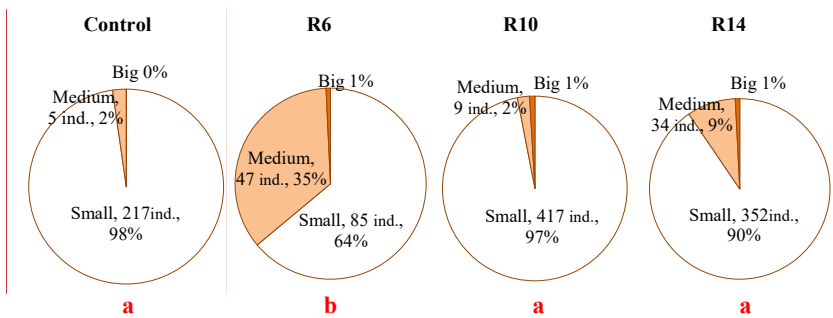 Control
Big 0%
Medium,
5 ind., 2%
Small, 217ind.,
98%
a
R6
Big 1%
Medium,
47 ind., 35%
Small, 85 ind.
64%
b
R10
Medium,
9 ind., 2%
Big 1%
Small, 417 ind.,
97%
a
R14
Big 1%
Medium,
34 ind., 9%
Small, 352ind.,
90%
a